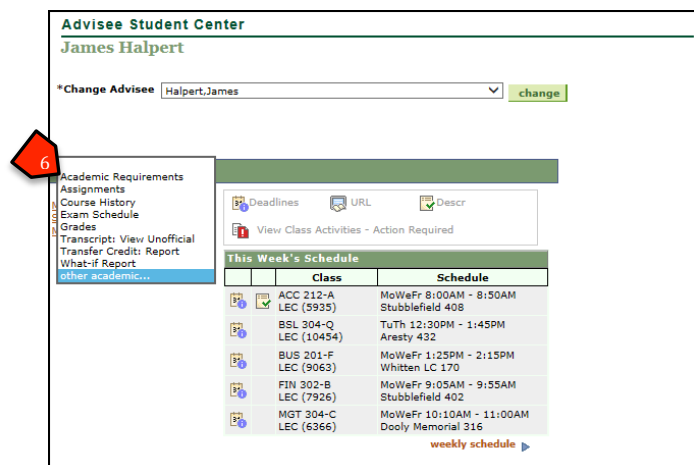 Advisee Student Center
James Halpert
*Change Advisee Halpert,James change
6
Academic Requirements
Assignments
Course History
Exam Schedule
Grades
Transcript: View Unofficial
Transfer Credit: Report
What-if Report
other academic...
Deadlines URL Descr
View Class Activities - Action Required
This Week's Schedule
Class Schedule
ACC 212-A MoWeFr 8:00AM - 8:50AM
LEC (5935) Stubblefield 408
BSL 304-Q TuTh 12:30PM - 1:45PM
LEC (10454) Aresty 432
BUS 201-F MoWeFr 1:25PM - 2:15PM
LEC (9063) Whitten LC 170
FIN 302-B MoWeFr 9:05AM - 9:55AM
LEC (7926) Stubblefield 402
MGT 304-C MoWeFr 10:10AM - 11:00AM
LEC (6366) Dooly Memorial 316
weekly schedule